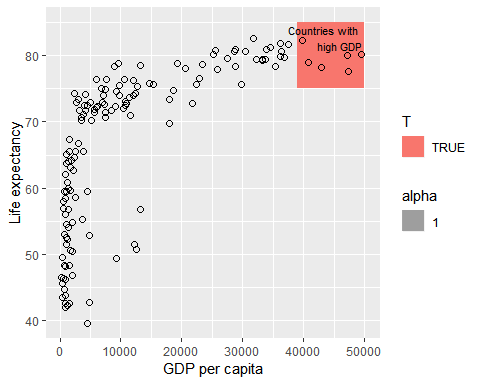 Countries with
high GDP
80
70
60
50
40
Life expectancy
0
10000
20000
30000
40000
50000
GDP per capita
T
TRUE
alpha
1